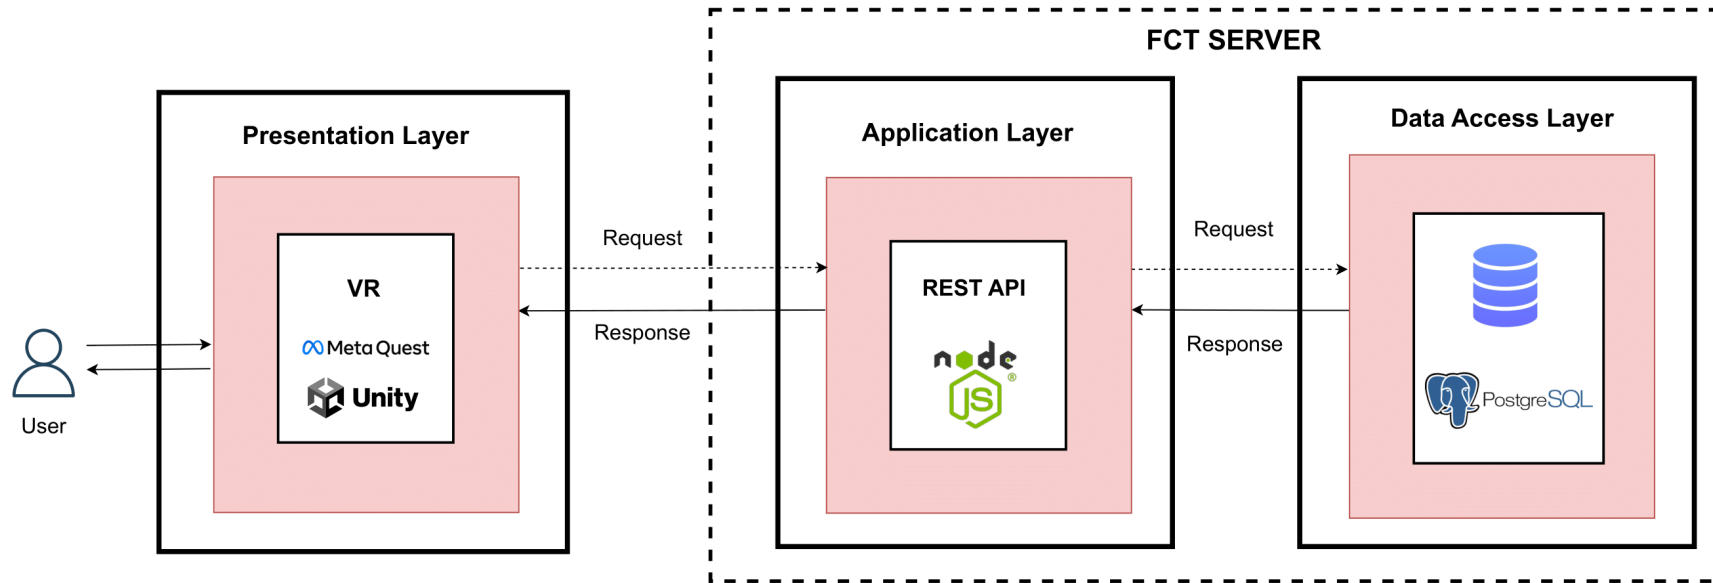 FCT SERVER
Presentation Layer
Application Layer
Data Access Layer
Request
Request
VR
REST API
Response
Response
Meta Quest
Unity
node
JS
®
PostgreSQL
User